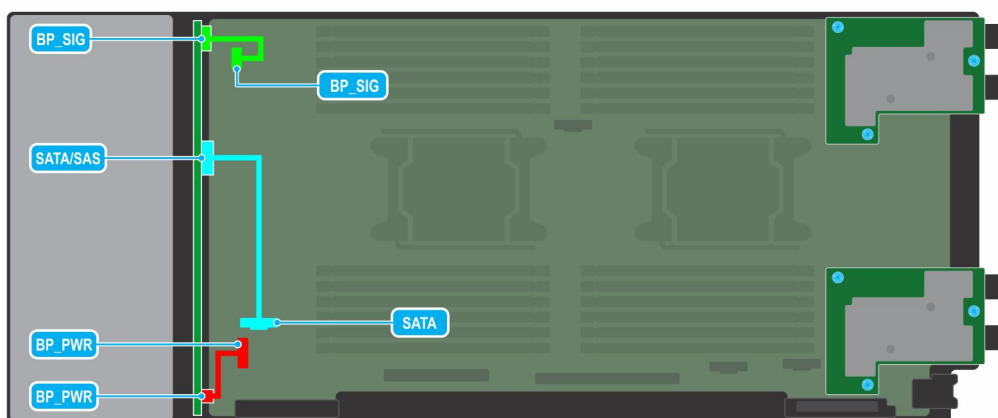 BP_SIG
BP_SIG
SATA/SAS
SATA
BP_PWR
BP_PWR